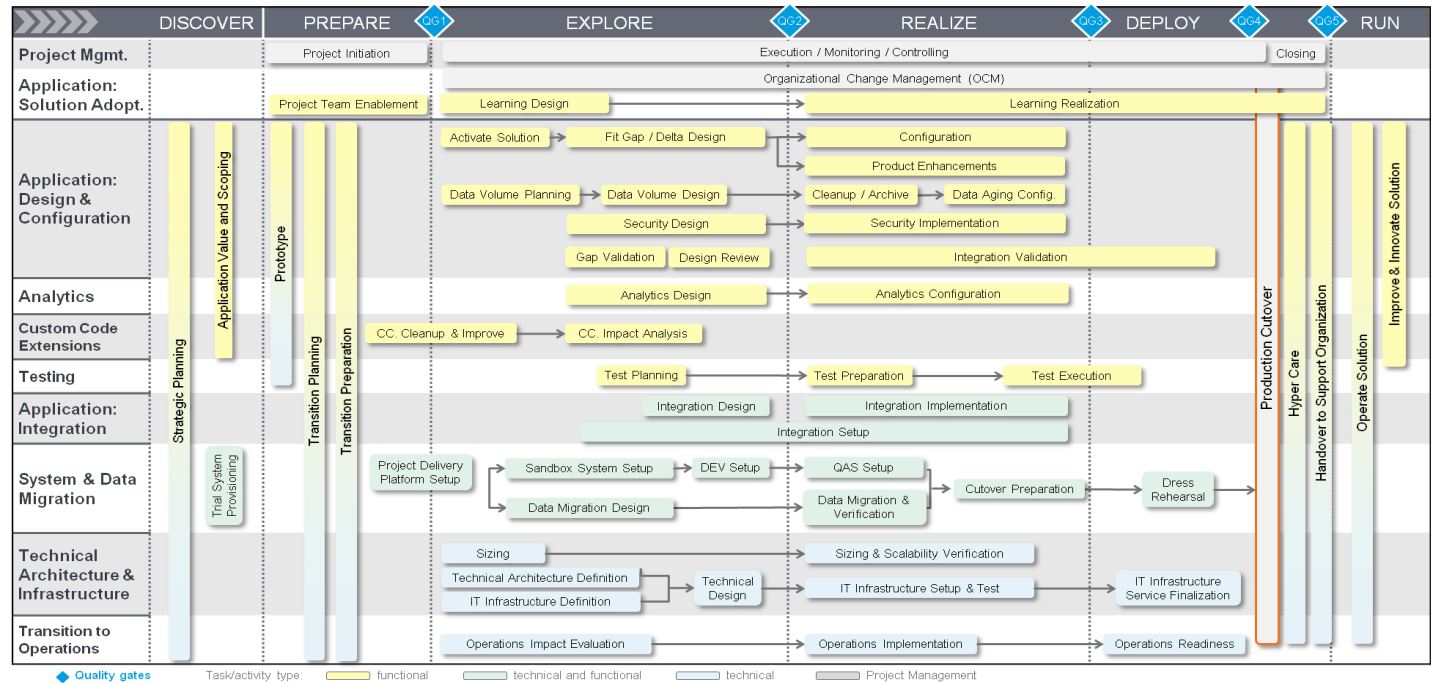 DISCOVER PREPARE QG1 EXPLORE QG2 REALIZE QG3 DEPLOY QG4 QG5 RUN
Project Mgmt.
Project Initiation
Execution / Monitoring / Controlling
Closing
Application:
Solution Adopt.
Organizational Change Management (OCM)
Project Team Enablement
Learning Design
Learning Realization
Application:
Design &
Configuration
Activate Solution
Fit Gap / Delta Design
Configuration
Product Enhancements
Data Volume Planning
Data Volume Design
Cleanup / Archive
Data Aging Config.
Security Design
Security Implementation
Gap Validation
Design Review
Integration Validation
Analytics
Analytics Design
Analytics Configuration
Custom Code
Extensions
CC. Cleanup & Improve
CC. Impact Analysis
Testing
Test Planning
Test Preparation
Test Execution
Application:
Integration
Integration Design
Integration Implementation
Integration Setup
System & Data
Migration
Project Delivery
Platform Setup
Sandbox System Setup
DEV Setup
QAS Setup
Data Migration Design
Data Migration &
Verification
Cutover Preparation
Dress
Rehearsal
Technical
Architecture &
Infrastructure
Sizing
Sizing & Scalability Verification
Technical Architecture Definition
IT Infrastructure Definition
Technical
Design
IT Infrastructure Setup & Test
IT Infrastructure
Service Finalization
Transition to
Operations
Operations Impact Evaluation
Operations Implementation
Operations Readiness
Strategic Planning
Application Value and Scoping
Trial System
Provisioning
Prototype
Transition Planning
Transition Preparation
Production Cutover
Hyper Care
Handover to Support Organization
Operate Solution
Improve & Innovate Solution
Quality gates
Task/activity type:
functional
technical and functional
technical
Project Management